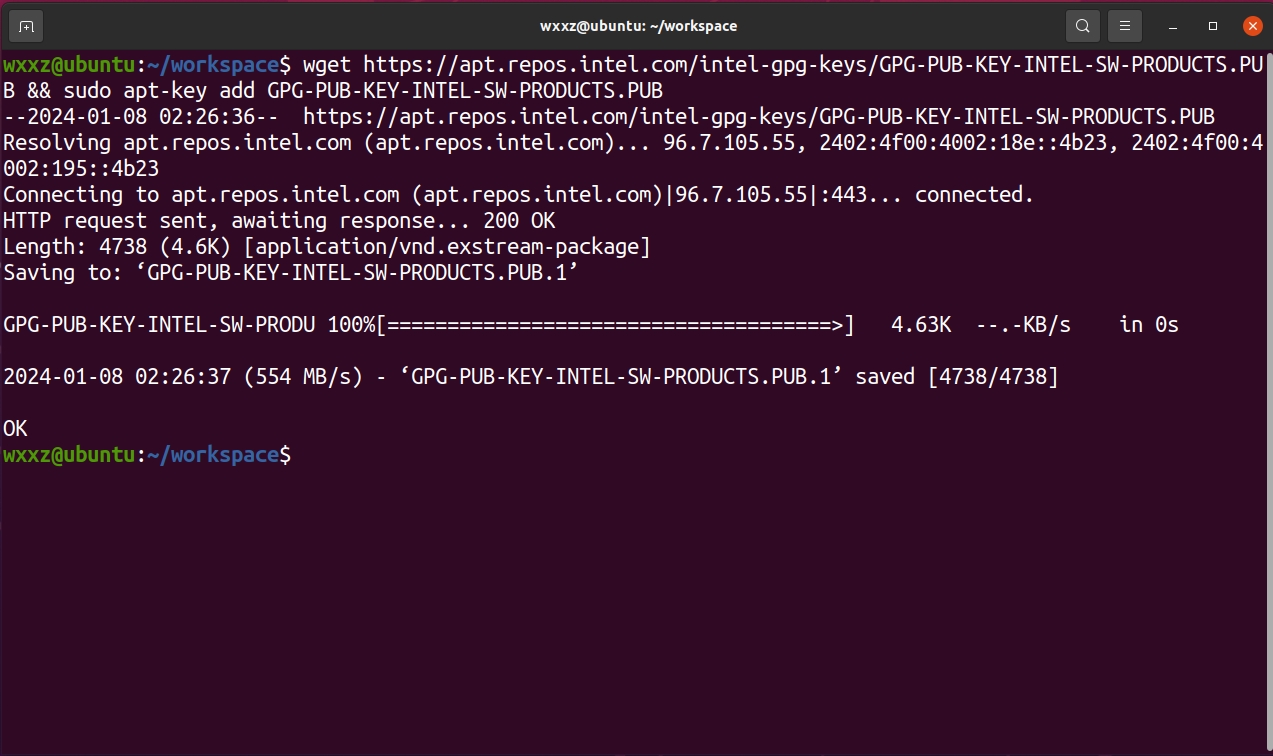 wxxz@ubuntu: ~/workspace
wxxz@ubuntu:~/workspace$ wget https://apt.repos.intel.com/intel-gpg-keys/GPG-PUB-KEY-INTEL-SW-PRODUCTS.PU
B && sudo apt-key add GPG-PUB-KEY-INTEL-SW-PRODUCTS.PUB
--2024-01-08 02:26:36--  https://apt.repos.intel.com/intel-gpg-keys/GPG-PUB-KEY-INTEL-SW-PRODUCTS.PUB
Resolving apt.repos.intel.com (apt.repos.intel.com)... 96.7.105.55, 2402:4f00:4002:18e::4b23, 2402:4f00:4
002:195::4b23
Connecting to apt.repos.intel.com (apt.repos.intel.com)|96.7.105.55|:443... connected.
HTTP request sent, awaiting response... 200 OK
Length: 4738 (4.6K) [application/vnd.exstream-package]
Saving to: ‘GPG-PUB-KEY-INTEL-SW-PRODUCTS.PUB.1’
GPG-PUB-KEY-INTEL-SW-PRODU 100%[=====================================>]   4.63K  --.-KB/s    in 0s
2024-01-08 02:26:37 (554 MB/s) - ‘GPG-PUB-KEY-INTEL-SW-PRODUCTS.PUB.1’ saved [4738/4738]
OK
wxxz@ubuntu:~/workspace$